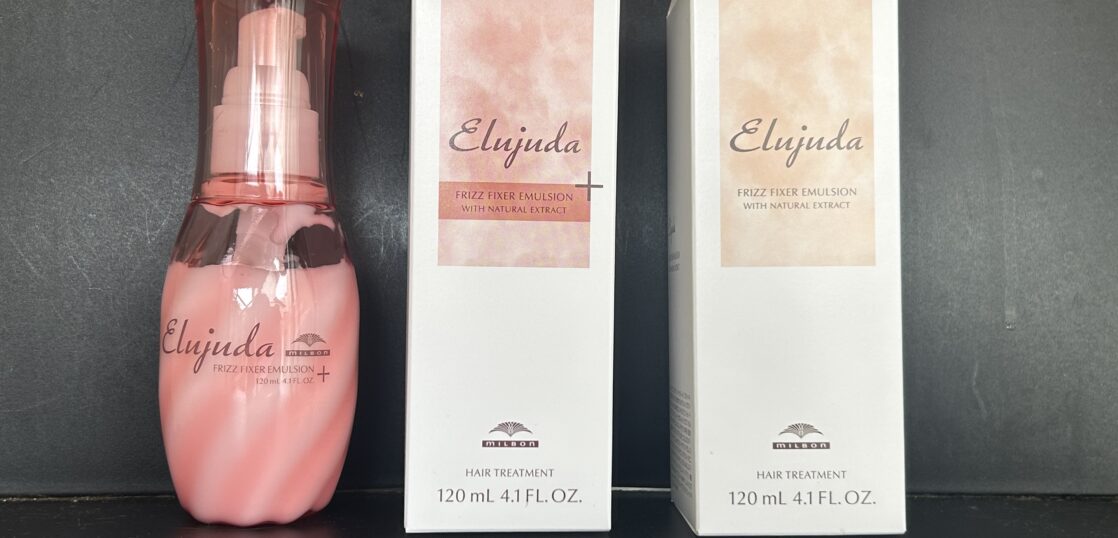 Elujuda
MILBON
FRIZZ FIXER EMULSION +
120 mL 4.1 FL. OZ.
Elujuda
+
FRIZZ FIXER EMULSION
WITH NATURAL EXTRACT
MILBON
HAIR TREATMENT
120 mL 4.1 FL. OZ.
Elujuda
FRIZZ FIXER EMULSION
WITH NATURAL EXTRACT
MILBON
HAIR TREATMENT
120 mL 4.1 FL. OZ.